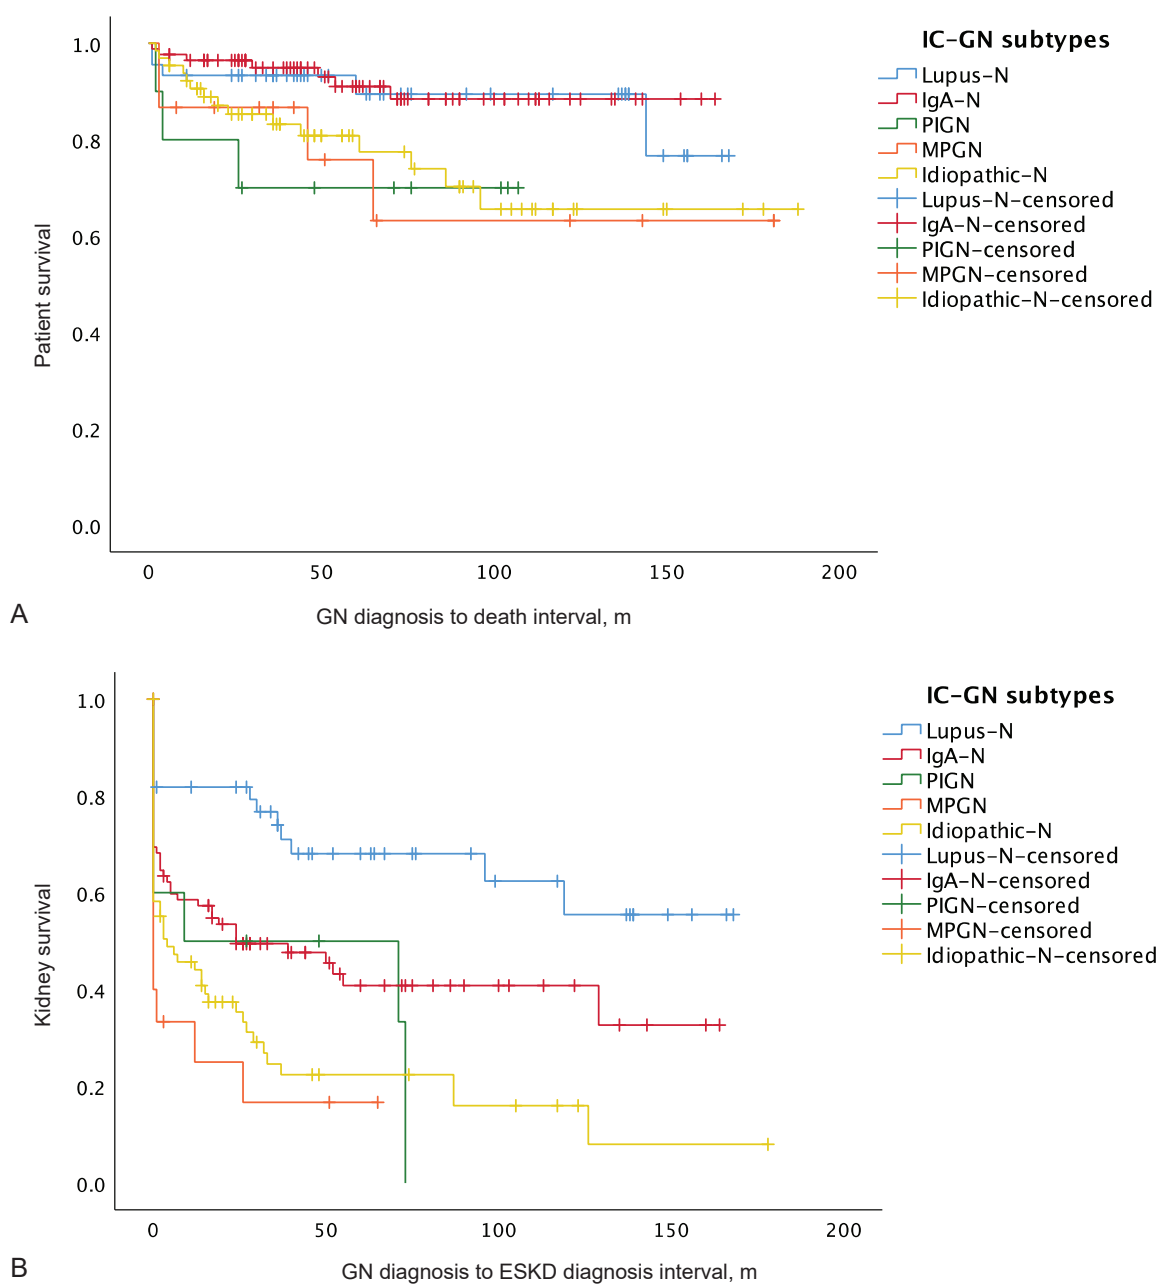 A
Patient survival
1.0
0.8
0.6
0.4
0.2
0.0
0 50 100 150 200
GN diagnosis to death interval, m
IC-GN subtypes
Lupus-N
IgA-N
PIGN
MPGN
Idiopathic-N
Lupus-N-censored
IgA-N-censored
PIGN-censored
MPGN-censored
Idiopathic-N-censored
B
Kidney survival
1.0
0.8
0.6
0.4
0.2
0.0
0 50 100 150 200
GN diagnosis to ESKD diagnosis interval, m
IC-GN subtypes
Lupus-N
IgA-N
PIGN
MPGN
Idiopathic-N
Lupus-N-censored
IgA-N-censored
PIGN-censored
MPGN-censored
Idiopathic-N-censored